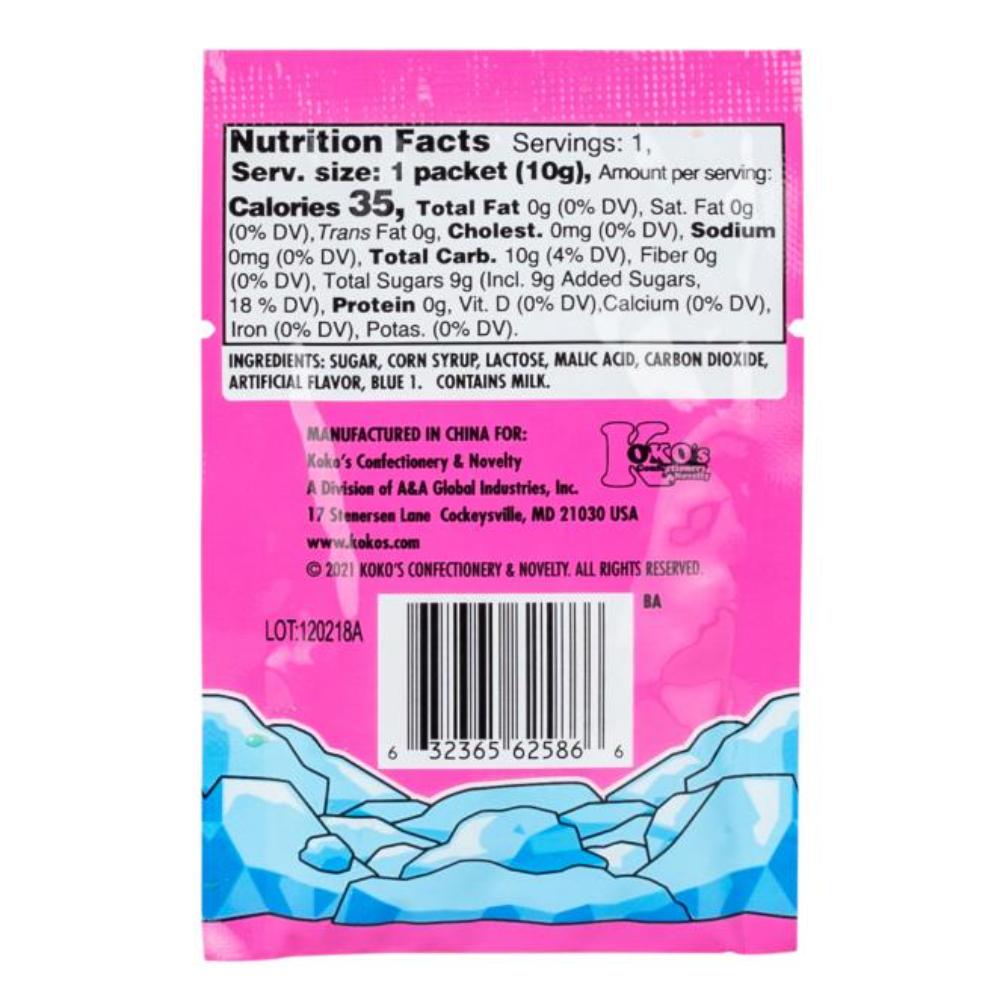 Nutrition Facts Servings: 1,
Serv. size: 1 packet (10g), Amount per serving:
Calories 35, Total Fat 0g (0% DV), Sat. Fat 0g
(0% DV), Trans Fat 0g, Cholest. 0mg (0% DV), Sodium
0mg (0% DV), Total Carb. 10g (4% DV), Fiber 0g
(0% DV), Total Sugars 9g (Incl. 9g Added Sugars,
18 % DV), Protein 0g, Vit. D (0% DV),Calcium (0% DV),
Iron (0% DV), Potas. (0% DV).
INGREDIENTS: SUGAR, CORN SYRUP, LACTOSE, MALIC ACID, CARBON DIOXIDE,
ARTIFICIAL FLAVOR, BLUE 1. CONTAINS MILK.
MANUFACTURED IN CHINA FOR:
Koko's Confectionery & Novelty
A Division of A&A Global Industries, Inc.
17 Stenersen Lane Cockeysville, MD 21030 USA
www.kokos.com
© 2021 KOKO'S CONFECTIONERY & NOVELTY. ALL RIGHTS RESERVED.
KOKO's
Confectionery
& Novelty
BA
LOT:120218A
6 32365 62586 6